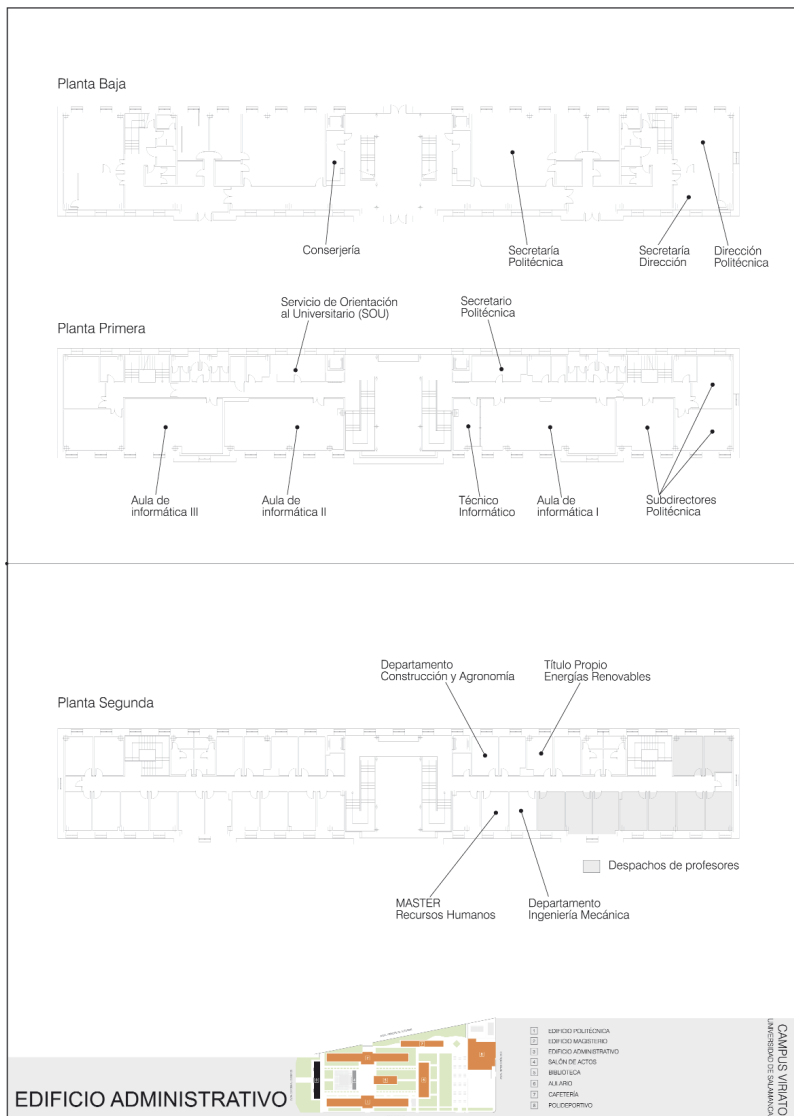 Planta Baja
Conserjería
Secretaría
Politécnica
Secretaría
Dirección
Dirección
Politécnica
Servicio de Orientación
al Universitario (SOU)
Secretario
Politécnica
Planta Primera
Aula de
informática III
Aula de
informática II
Técnico
Informático
Aula de
informática I
Subdirectores
Politécnica
Departamento
Construcción y Agronomía
Título Propio
Energías Renovables
Planta Segunda
Despachos de profesores
MASTER
Recursos Humanos
Departamento
Ingeniería Mecánica
EDIFICIO ADMINISTRATIVO
1 EDIFICIO POLITÉCNICA
2 EDIFICIO MAGISTERIO
3 EDIFICIO ADMINISTRATIVO
4 SALÓN DE ACTOS
5 BIBLIOTECA
6 AULARIO
7 CAFETERÍA
8 POLIDEPORTIVO
CAMPUS VIRIATO
UNIVERSIDAD DE SALAMANCA